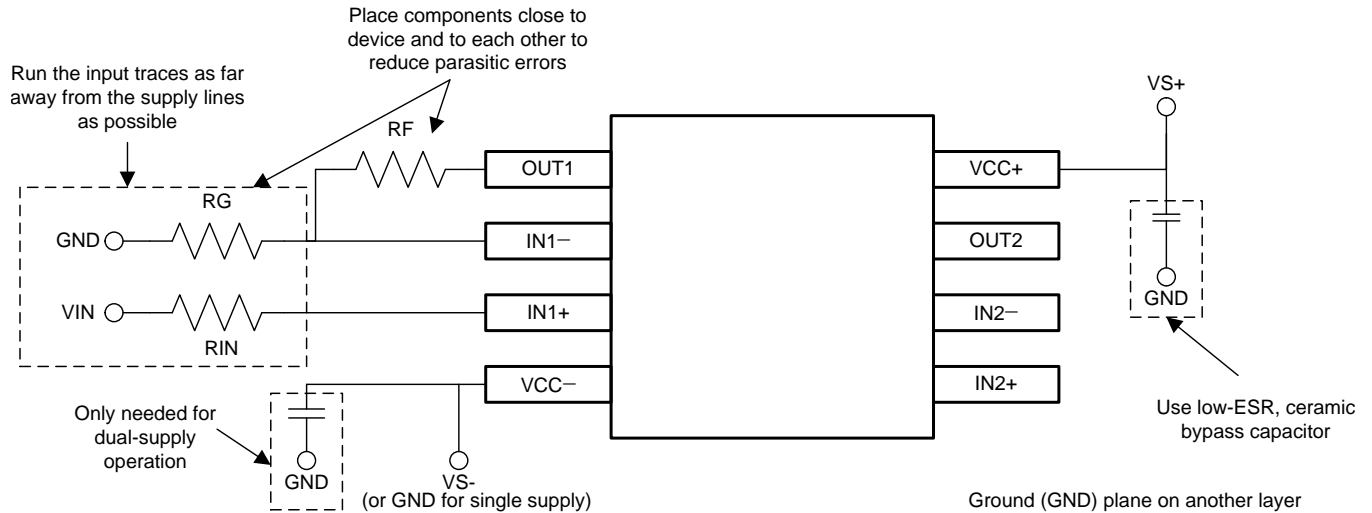 Place components close to
device and to each other to
reduce parasitic errors
Run the input traces as far
away from the supply lines
as possible
VS+
RF
OUT1
VCC+
RG
GND
IN1−
OUT2
VIN
IN1+
IN2−
GND
RIN
VCC−
IN2+
Only needed for
dual-supply
operation
GND
VS-
(or GND for single supply)
Use low-ESR, ceramic
bypass capacitor
Ground (GND) plane on another layer